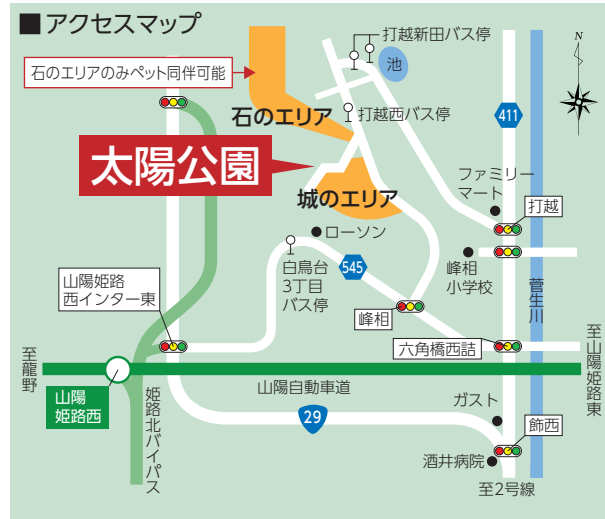 ■アクセスマップ
石のエリアのみペット同伴可能
打越新田バス停
池
N
石のエリア
打越西バス停
411
太陽公園
城のエリア
ファミリー
マート
打越
ローソン
白鳥台
3丁目
バス停
545
峰相
小学校
菅生川
山陽姫路
西インター東
峰相
六角橋西詰
至山陽姫路東
至龍野
山陽
姫路西
姫路北バイパス
山陽自動車道
29
ガスト
飾西
酒井病院
至2号線